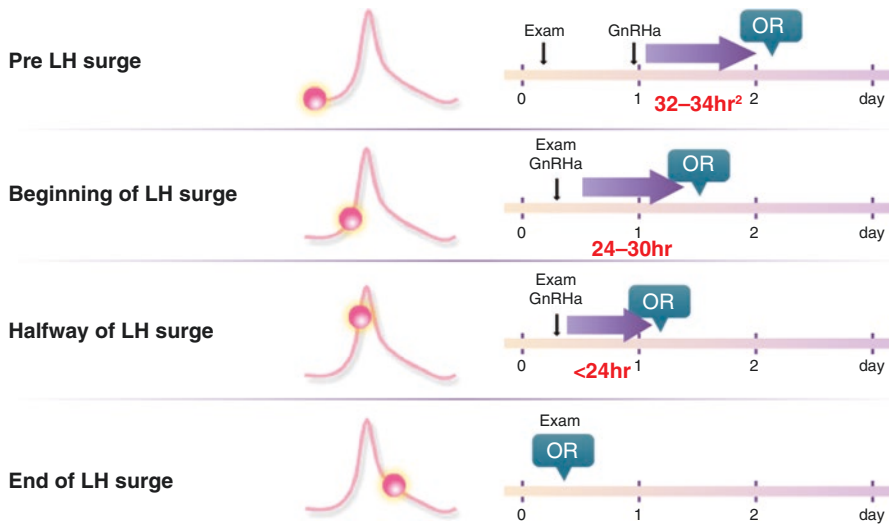 Pre LH surge
Exam
GnRHa
OR
0
1
2
day
32–34hr²
Beginning of LH surge
Exam
GnRHa
OR
0
1
2
day
24–30hr
Halfway of LH surge
Exam
GnRHa
OR
0
1
2
day
<24hr
End of LH surge
Exam
OR
0
1
2
day